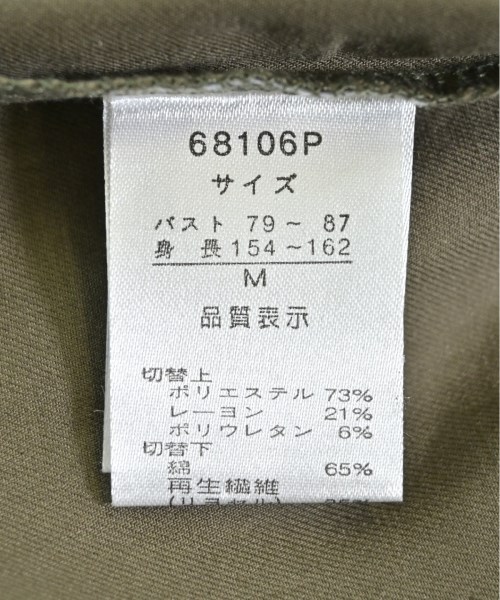 68106P
サイズ
バスト 79～ 87
身 長 154～162
M
品質表示
切替上
ポリエステル 73%
レーヨン 21%
ポリウレタン 6%
切替下
綿 65%
再生繊維